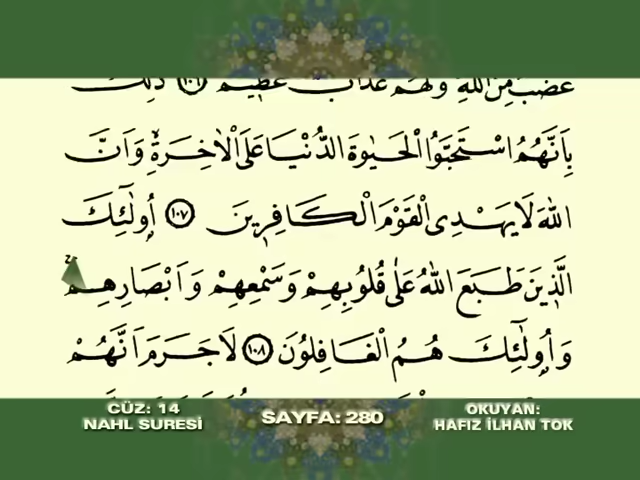 غَضَبٌ مِنَ اللّٰهِ وَلَهُمْ عَذَابٌ عَظ۪يمٌ ﴿١٠٦﴾ ذٰلِكَ
بِاَنَّهُمُ اسْتَحَبُّوا الْحَيٰوةَ الدُّنْيَا عَلَى الْاٰخِرَةِۙ وَاَنَّ
اللّٰهَ لَا يَهْدِى الْقَوْمَ الْكَافِر۪ينَ ﴿١٠٧﴾ اُو۬لٰٓئِكَ
الَّذ۪ينَ طَبَعَ اللّٰهُ عَلٰى قُلُوبِهِمْ وَسَمْعِهِمْ وَاَبْصَارِهِمْ
وَاُو۬لٰٓئِكَ هُمُ الْغَافِلُونَ ﴿١٠٨﴾ لَا جَرَمَ اَنَّهُمْ
CÜZ: 14
NAHL SURESİ
SAYFA: 280
OKUYAN:
HAFIZ İLHAN TOK